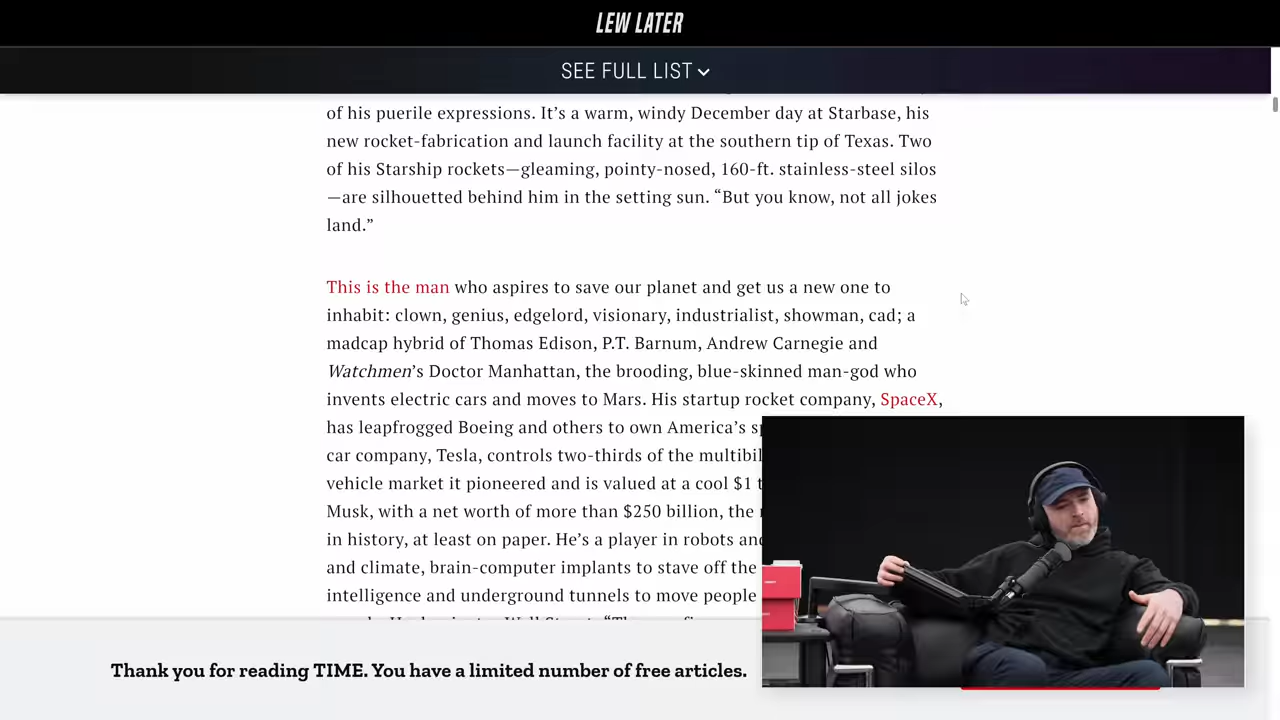 LEW LATER
SEE FULL LIST
of his puerile expressions. It’s a warm, windy December day at Starbase, his
new rocket-fabrication and launch facility at the southern tip of Texas. Two
of his Starship rockets—gleaming, pointy-nosed, 160-ft. stainless-steel silos
—are silhouetted behind him in the setting sun. “But you know, not all jokes
land.”
This is the man who aspires to save our planet and get us a new one to
inhabit: clown, genius, edgelord, visionary, industrialist, showman, cad; a
madcap hybrid of Thomas Edison, P.T. Barnum, Andrew Carnegie and
Watchmen’s Doctor Manhattan, the brooding, blue-skinned man-god who
invents electric cars and moves to Mars. His startup rocket company, SpaceX,
has leapfrogged Boeing and others to own America’s
car company, Tesla, controls two-thirds of the
vehicle market it pioneered and is valued at a cool $1
Musk, with a net worth of more than $250 billion, the
in history, at least on paper. He’s a player in robots and
and climate, brain-computer implants to stave off the
intelligence and underground tunnels to move people
Thank you for reading TIME. You have a limited number of free articles.